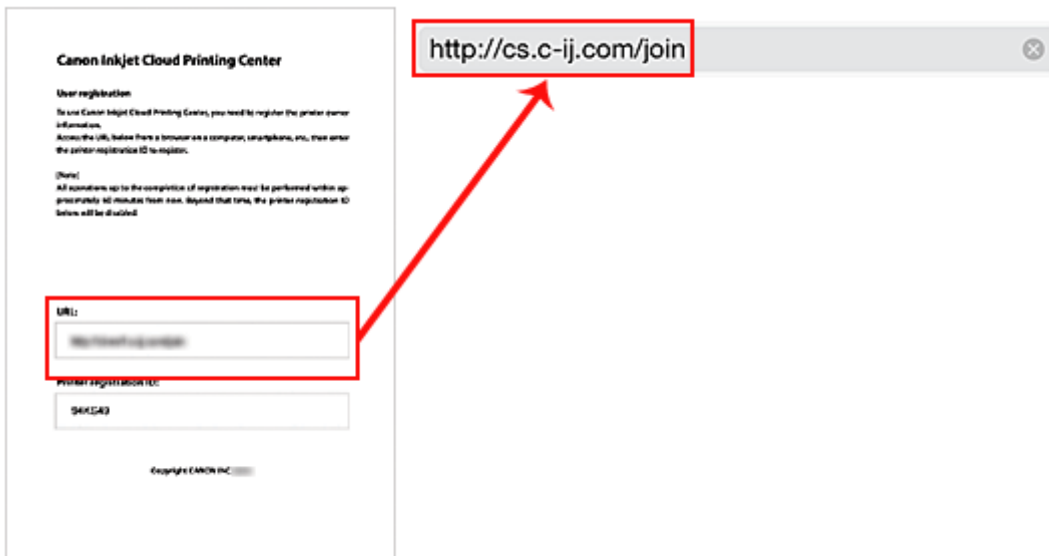 Canon Inkjet Cloud Printing Center
User registration
To use Canon Inkjet Cloud Printing Center, you need to register the printer owner
information.
Access the URL below from a browser on a computer, smartphone, etc., then enter
the printer registration ID to register.
[Note]
All operations up to the completion of registration must be performed within ap-
proximately 60 minutes from now. Beyond that time, the printer registration ID
below will be disabled
URL:
Printer registration ID:
Copyright CANON INC
http://cs.c-ij.com/join